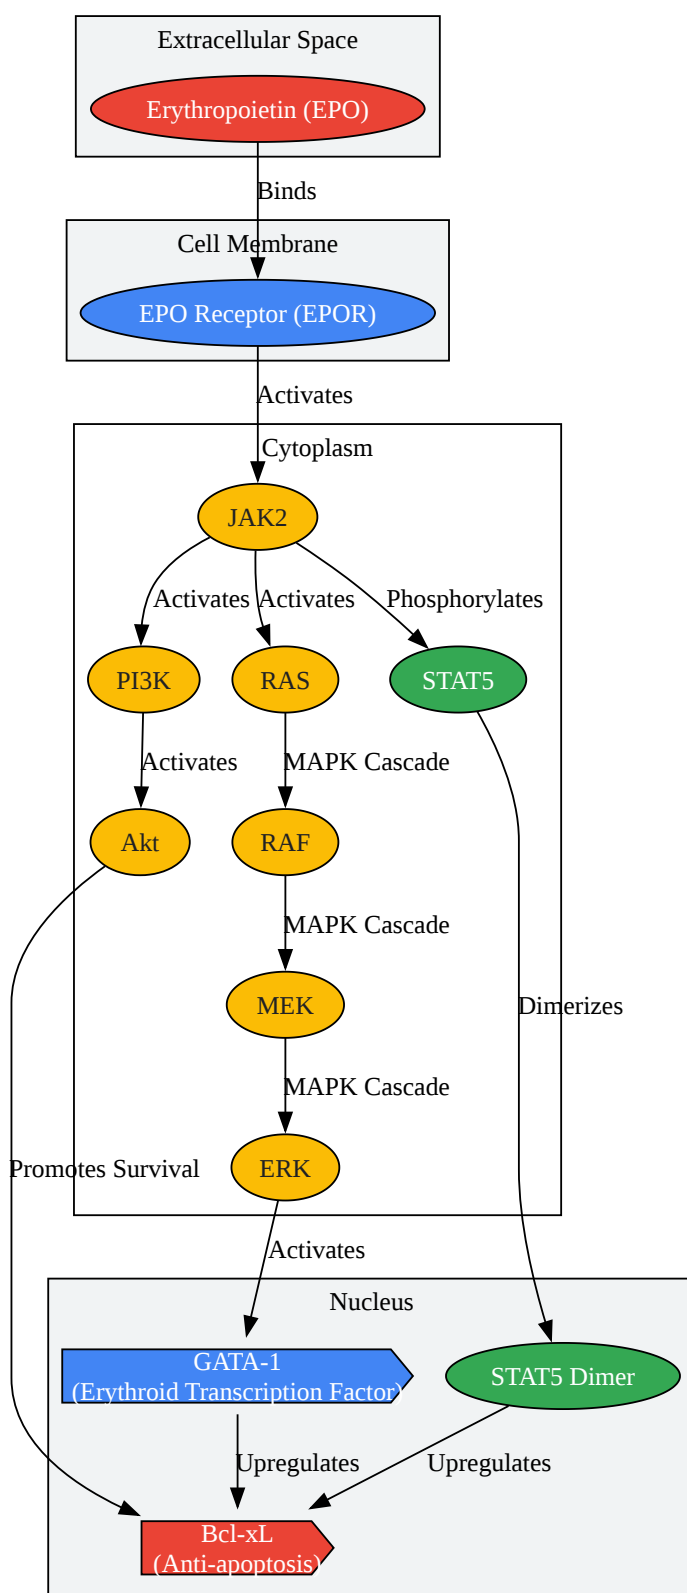 Extracellular Space
Erythropoietin (EPO)
Binds
Cell Membrane
EPO Receptor (EPOR)
Activates
Cytoplasm
JAK2
Activates
Activates
Phosphorylates
PI3K
RAS
STAT5
Activates
MAPK Cascade
Akt
RAF
MAPK Cascade
MEK
Dimerizes
MAPK Cascade
Promotes Survival
ERK
Activates
Nucleus
GATA-1
(Erythroid Transcription Factor)
STAT5 Dimer
Upregulates
Upregulates
Bcl-xL
(Anti-apoptosis)